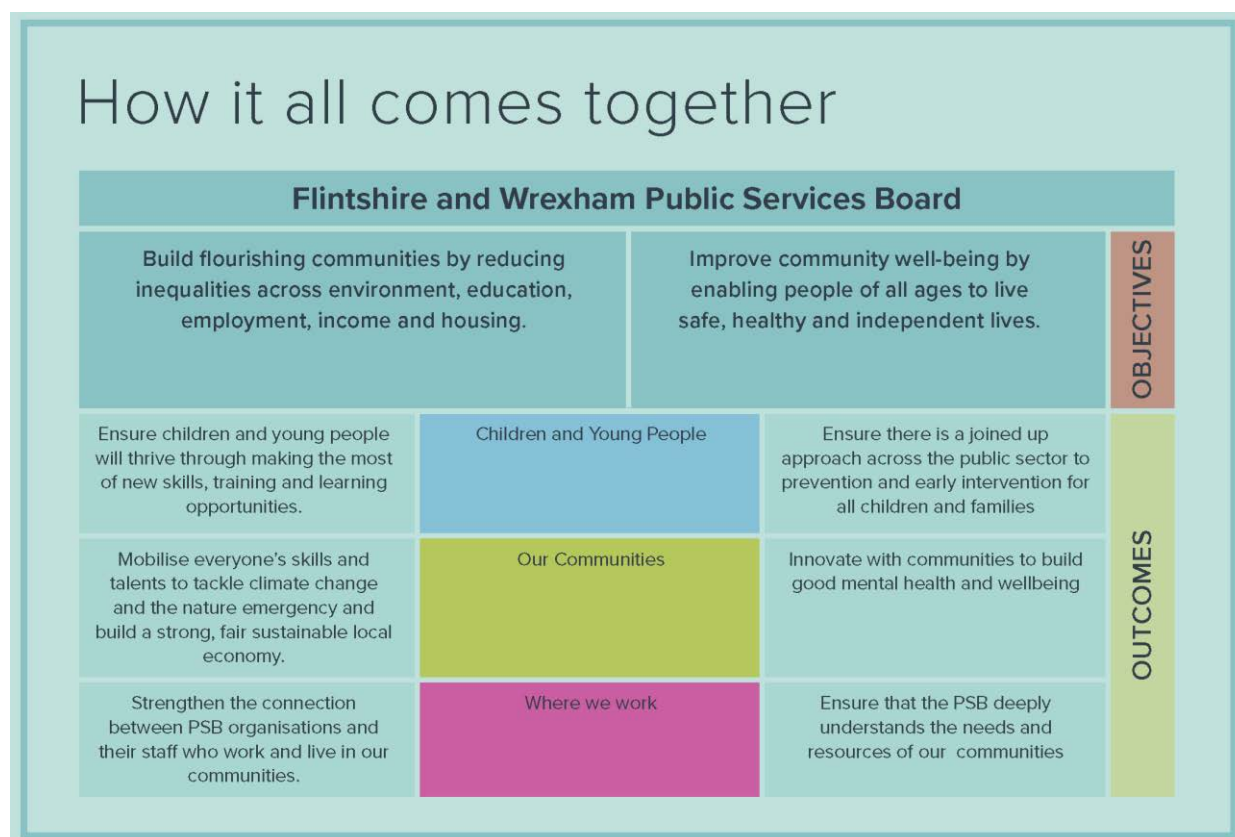 How it all comes together
Flintshire and Wrexham Public Services Board
Build flourishing communities by reducing
inequalities across environment, education,
employment, income and housing.
Improve community well-being by
enabling people of all ages to live
safe, healthy and independent lives.
OBJECTIVES
Ensure children and young people
will thrive through making the most
of new skills, training and learning
opportunities.
Children and Young People
Ensure there is a joined up
approach across the public sector to
prevention and early intervention for
all children and families
Mobilise everyone’s skills and
talents to tackle climate change
and the nature emergency and
build a strong, fair sustainable local
economy.
Our Communities
Innovate with communities to build
good mental health and wellbeing
Strengthen the connection
between PSB organisations and
their staff who work and live in our
communities.
Where we work
Ensure that the PSB deeply
understands the needs and
resources of our communities
OUTCOMES